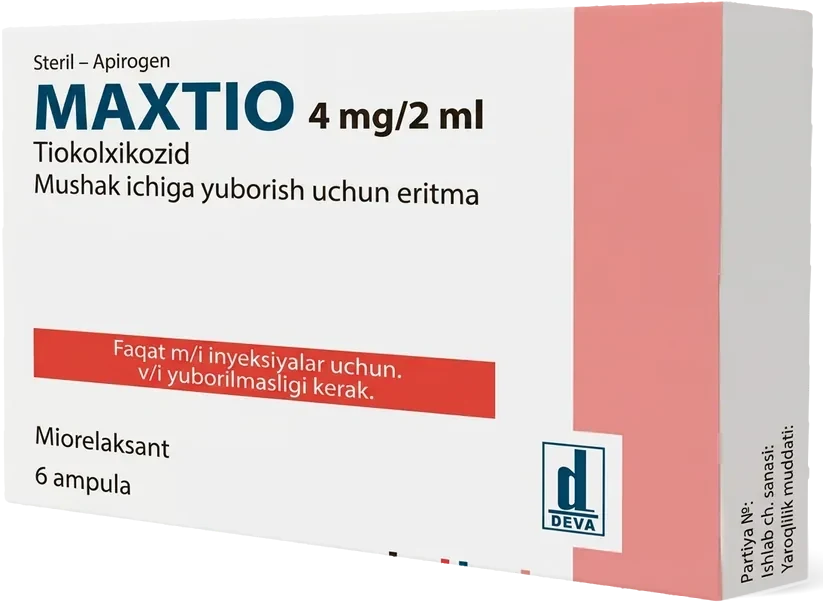 Steril – Apirogen
MAXTIO 4 mg/2 ml
Tiokolxikozid
Mushak ichiga yuborish uchun eritma
Faqat m/i inyeksiyalar uchun.
v/i yuborilmasligi kerak.
Miorelaksant
6 ampula
d
DEVA
Partiya №:
Ishlab ch. sanasi:
Yaroqlilik muddati: